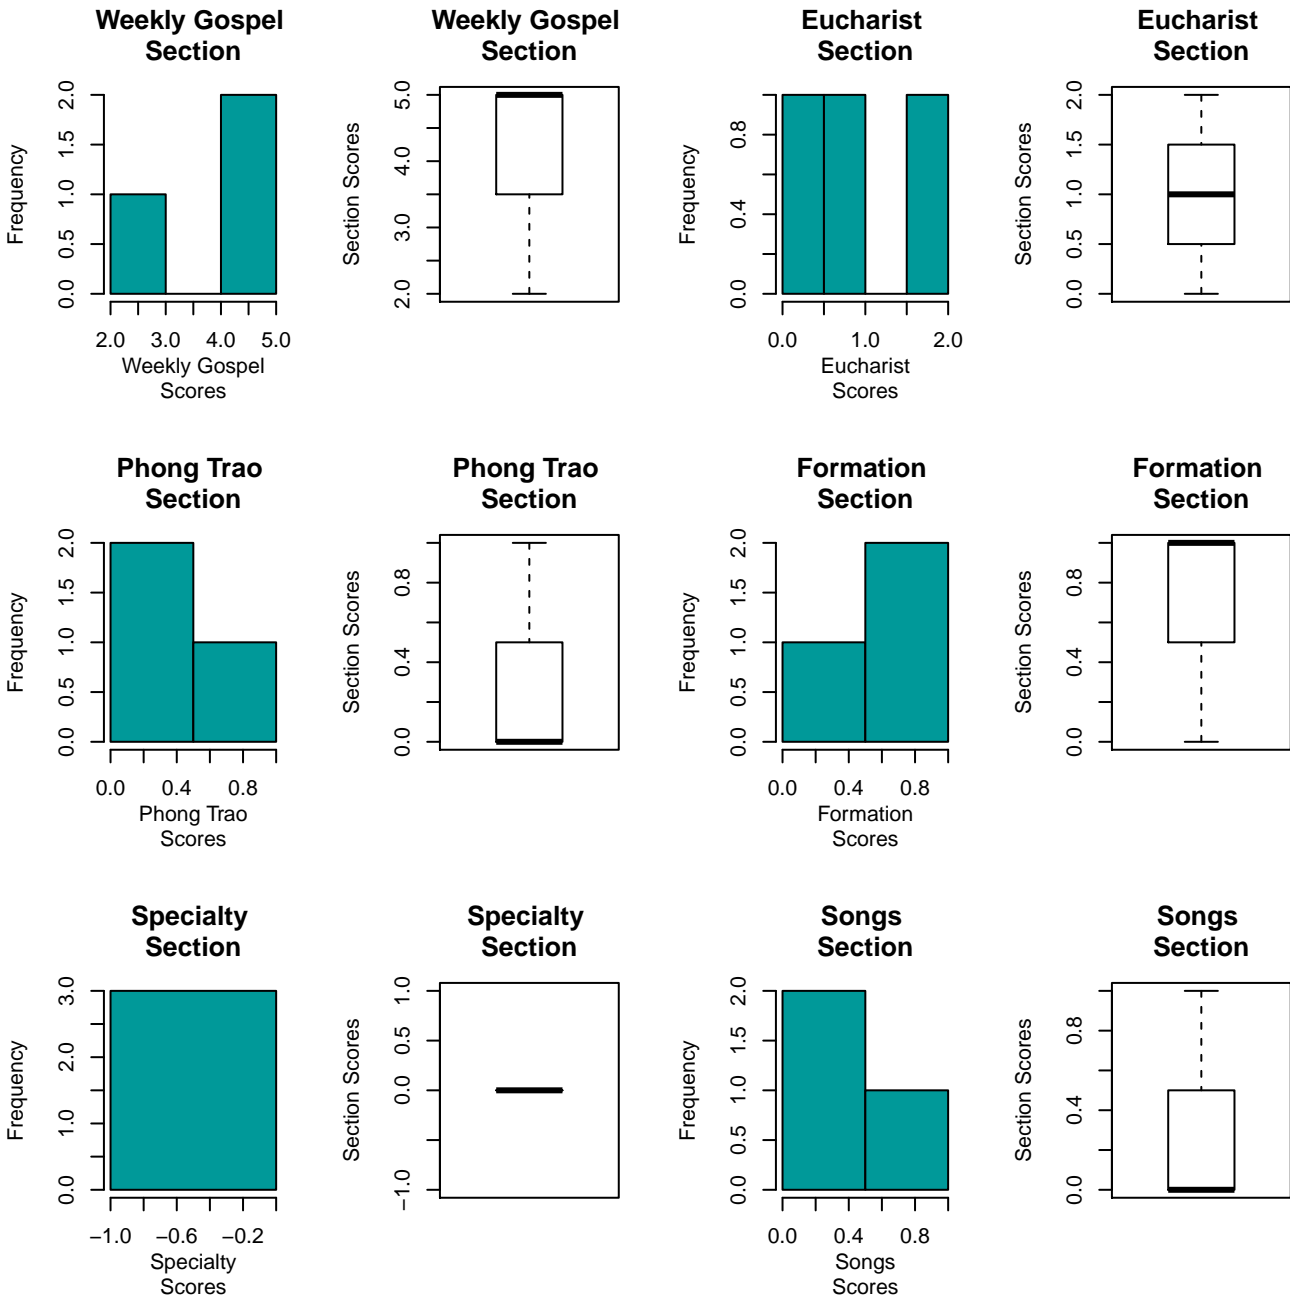 Weekly Gospel
Section
Frequency
0.0 0.5 1.0 1.5 2.0
2.0 3.0 4.0 5.0
Weekly Gospel
Scores
Weekly Gospel
Section
Section Scores
2.0 3.0 4.0 5.0
Eucharist
Section
Frequency
0.0 0.4 0.8
0.0 1.0 2.0
Eucharist
Scores
Eucharist
Section
Section Scores
0.0 0.5 1.0 1.5 2.0
Phong Trao
Section
Frequency
0.0 0.5 1.0 1.5 2.0
0.0 0.4 0.8
Phong Trao
Scores
Phong Trao
Section
Section Scores
0.0 0.4 0.8
Formation
Section
Frequency
0.0 0.5 1.0 1.5 2.0
0.0 0.4 0.8
Formation
Scores
Formation
Section
Section Scores
0.0 0.4 0.8
Specialty
Section
Frequency
0.0 1.0 2.0 3.0
−1.0 −0.6 −0.2
Specialty
Scores
Specialty
Section
Section Scores
−1.0 0.0 0.5 1.0
Songs
Section
Frequency
0.0 0.5 1.0 1.5 2.0
0.0 0.4 0.8
Songs
Scores
Songs
Section
Section Scores
0.0 0.4 0.8